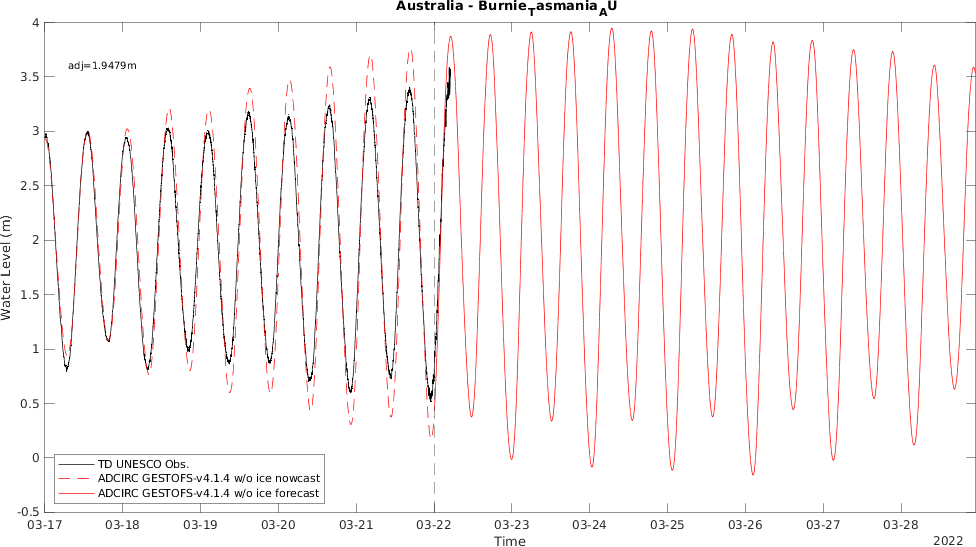 Australia - Burnie_Tasmania_AU
adj=1.9479m
4
3.5
3
2.5
2
1.5
1
0.5
0
-0.5
Water Level (m)
TD UNESCO Obs.
ADCIRC GESTOFS-v4.1.4 w/o ice nowcast
ADCIRC GESTOFS-v4.1.4 w/o ice forecast
03-17 03-18 03-19 03-20 03-21 03-22 03-23 03-24 03-25 03-26 03-27 03-28
Time
2022